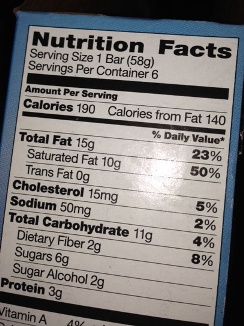 Nutrition Facts
Serving Size 1 Bar (58g)
Servings Per Container 6
Amount Per Serving
Calories 190 Calories from Fat 140
% Daily Value*
Total Fat 15g 23%
Saturated Fat 10g 50%
Trans Fat 0g
Cholesterol 15mg 5%
Sodium 50mg 2%
Total Carbohydrate 11g 4%
Dietary Fiber 2g 8%
Sugars 6g
Sugar Alcohol 2g
Protein 3g
Vitamin A 4%